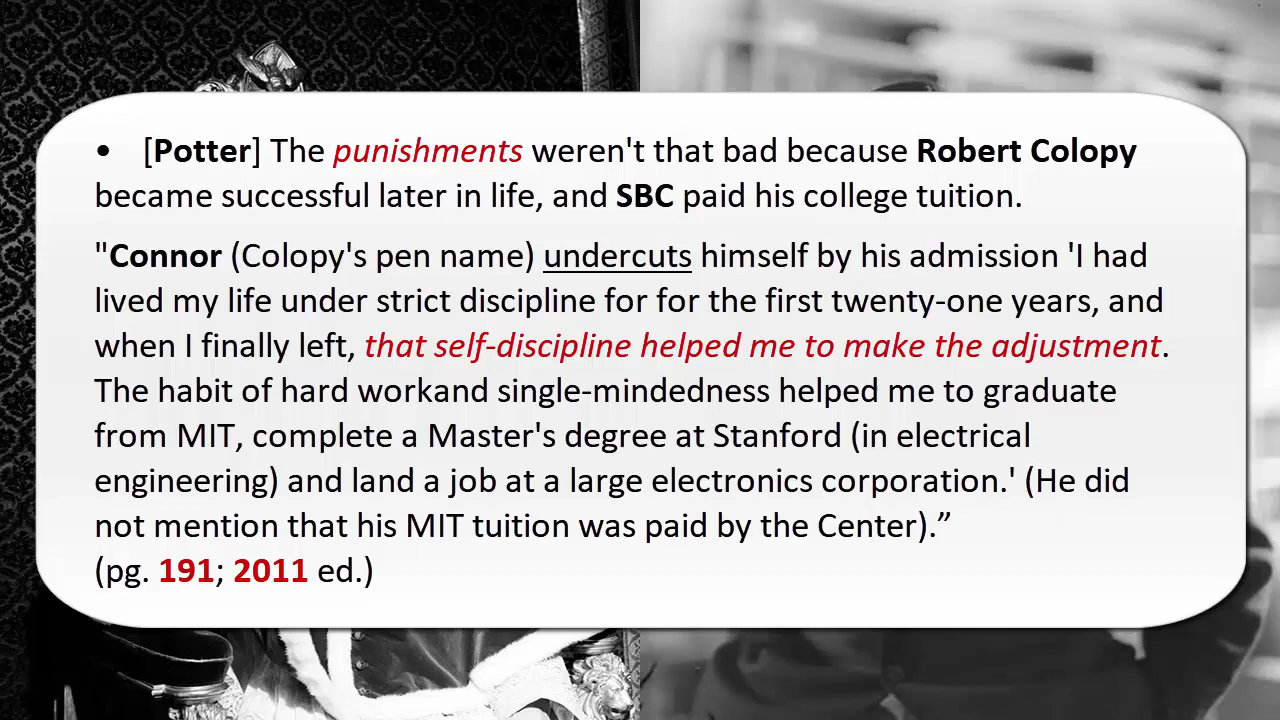 • [Potter] The punishments weren't that bad because Robert Colopy
became successful later in life, and SBC paid his college tuition.
"Connor (Colopy's pen name) undercuts himself by his admission 'I had
lived my life under strict discipline for for the first twenty-one years, and
when I finally left, that self-discipline helped me to make the adjustment.
The habit of hard workand single-mindedness helped me to graduate
from MIT, complete a Master's degree at Stanford (in electrical
engineering) and land a job at a large electronics corporation.' (He did
not mention that his MIT tuition was paid by the Center).”
(pg. 191; 2011 ed.)